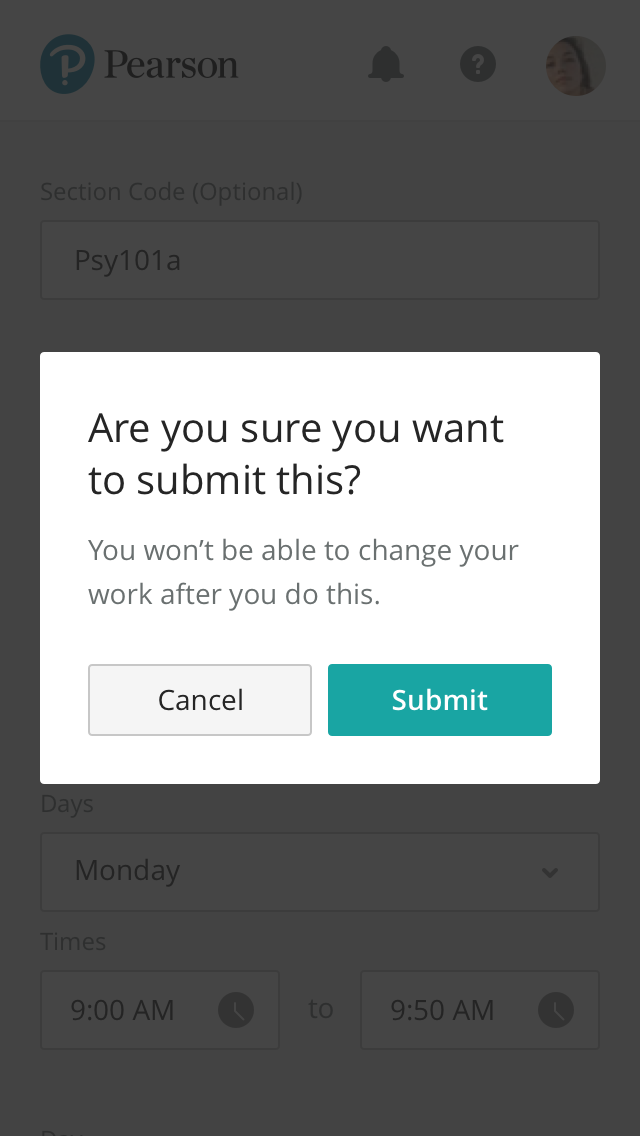 Pearson
?
Section Code (Optional)
Psy101a
Are you sure you want
to submit this?
You won’t be able to change your
work after you do this.
Cancel
Submit
Days
Monday
Times
9:00 AM
to
9:50 AM